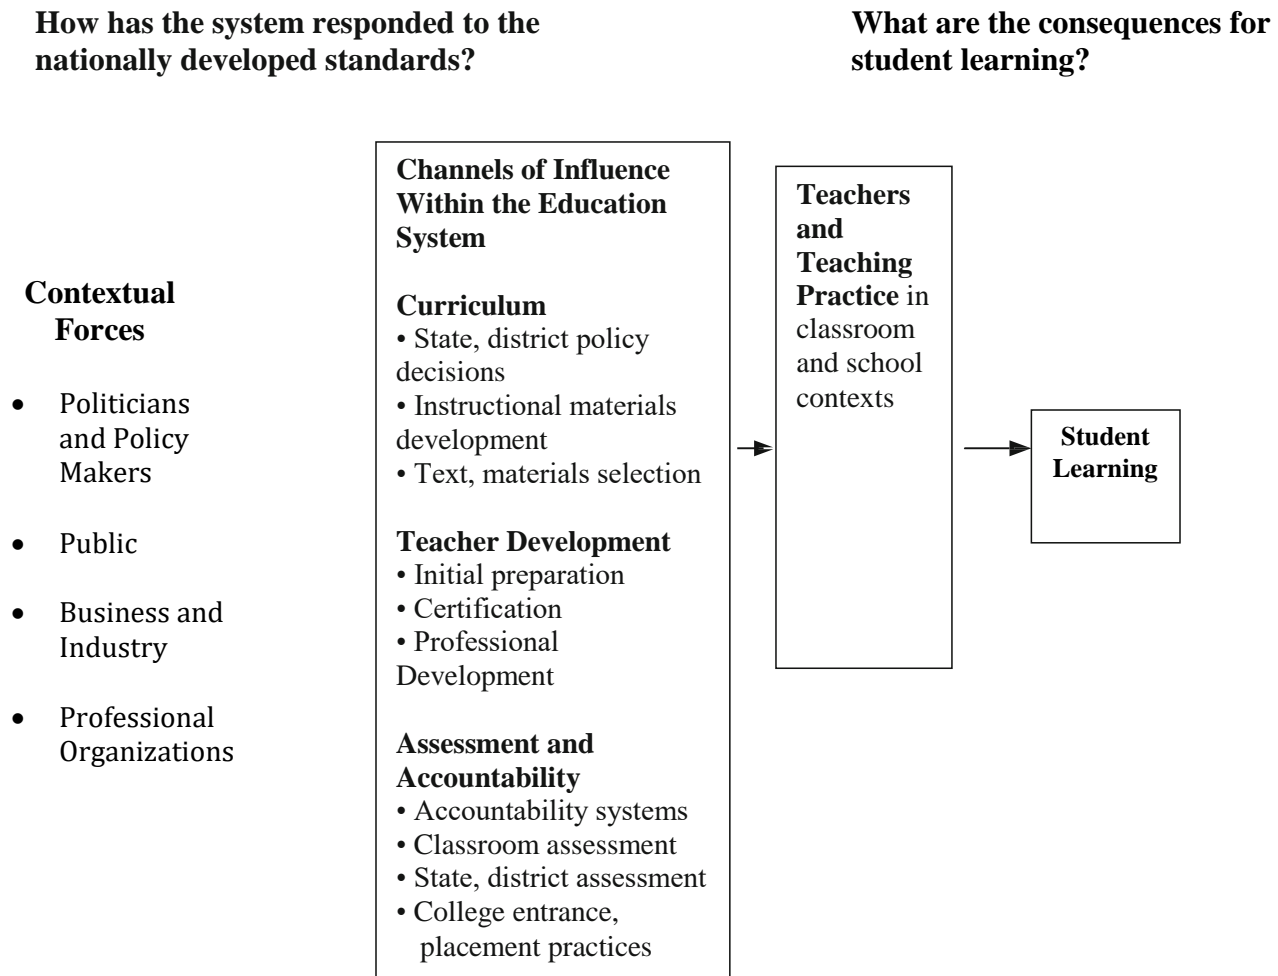 How has the system responded to the
nationally developed standards?
What are the consequences for
student learning?
Contextual
Forces
• Politicians
and Policy
Makers
• Public
• Business and
Industry
• Professional
Organizations
Channels of Influence
Within the Education
System
Curriculum
• State, district policy
decisions
• Instructional materials
development
• Text, materials selection
Teacher Development
• Initial preparation
• Certification
• Professional
Development
Assessment and
Accountability
• Accountability systems
• Classroom assessment
• State, district assessment
• College entrance,
placement practices
Teachers
and
Teaching
Practice in
classroom
and school
contexts
Student
Learning